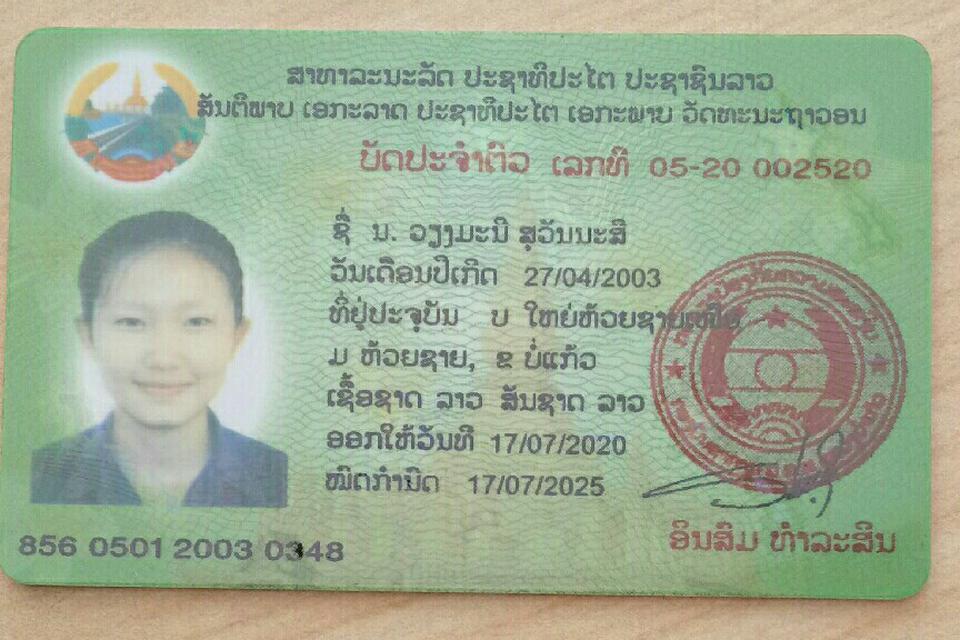 ສາທາລະນະລັດ ປະຊາທິປະໄຕ ປະຊາຊົນລາວ
ສັນຕິພາບ ເອກະລາດ ປະຊາທິປະໄຕ ເອກະພາບ ວັດທະນະຖາວອນ
ບັດປະຈຳຕົວ ເລກທີ 05-20 002520
ຊື່ ນ. ວຽງມະນີ ສຸວັນນະສີ
ວັນເດືອນປີເກີດ 27/04/2003
ທີ່ຢູ່ປະຈຸບັນ ບ ໃຫຍ່ຫ້ວຍຊາຍເໜືອ
ມ ຫ້ວຍຊາຍ, ຂ ບໍ່ແກ້ວ
ເຊື້ອຊາດ ລາວ ສັນຊາດ ລາວ
ອອກໃຫ້ວັນທີ 17/07/2020
ໝົດກຳນົດ 17/07/2025
856 0501 2003 0348
ອິນສົມ ທຳລະສິນ